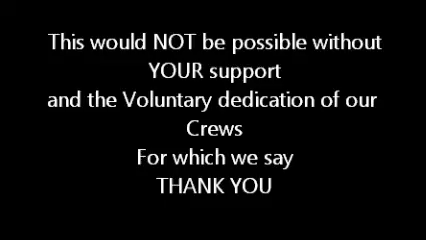 This would NOT be possible without
YOUR support
and the Voluntary dedication of our
Crews
For which we say
THANK YOU